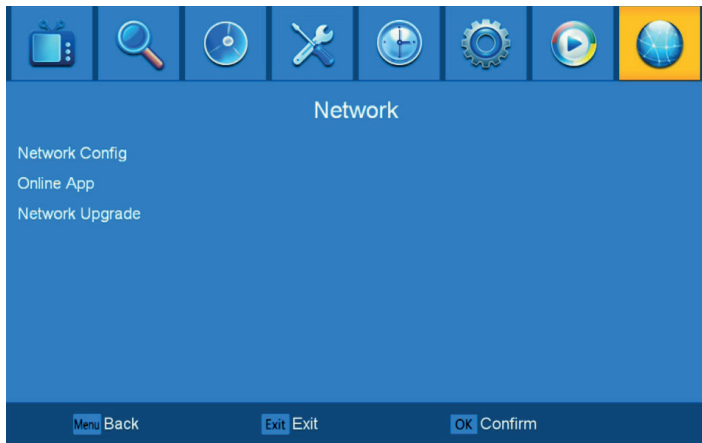 Network
Network Config
Online App
Network Upgrade
Menu Back Exit Exit OK Confirm